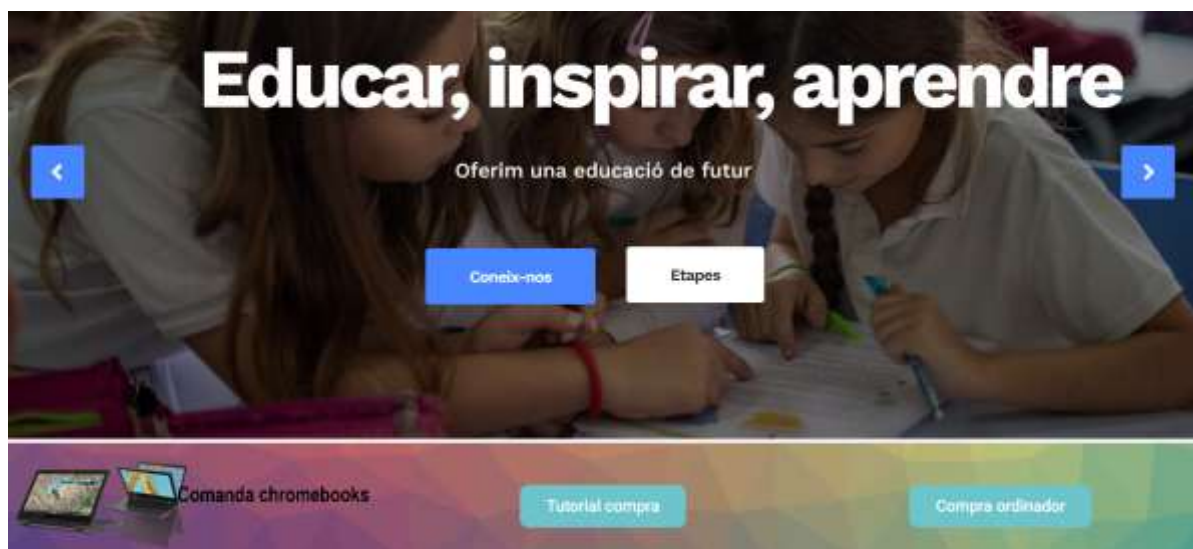 Educar, inspirar, aprendre
Oferim una educació de futur
Coneix-nos
Etapes
Comanda chromebooks
Tutorial compra
Compra ordinador